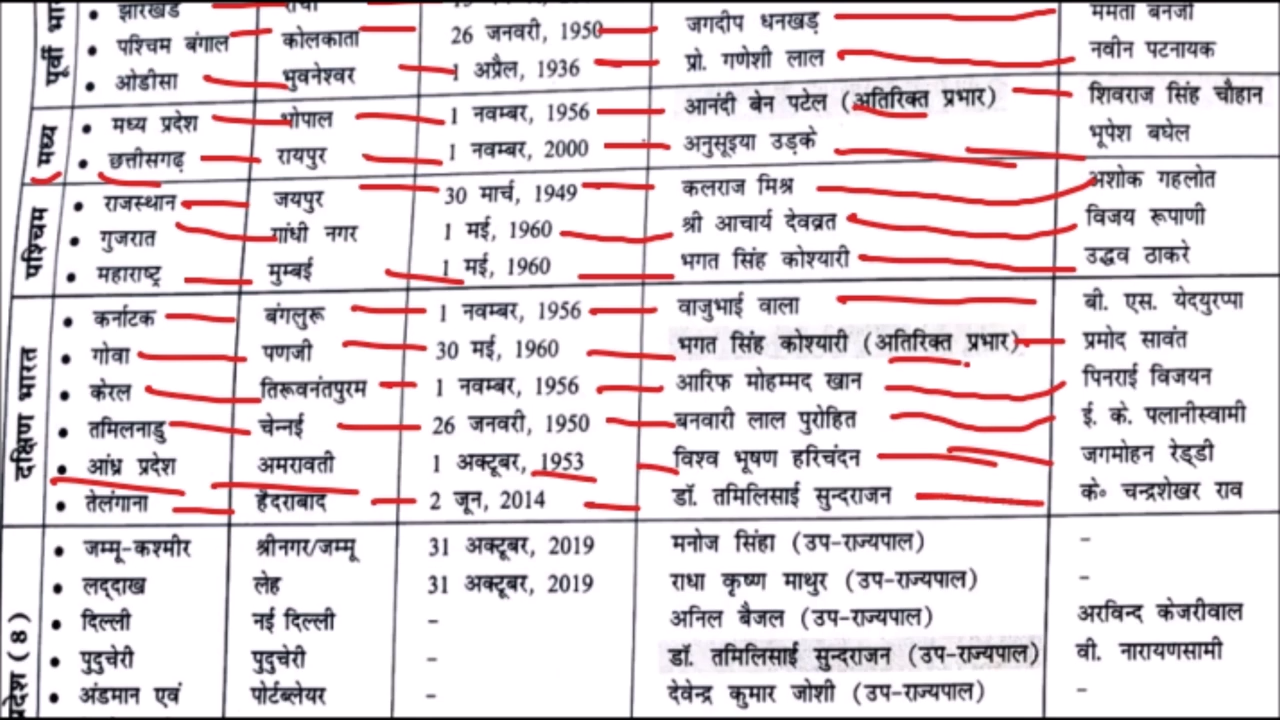 पूर्वी भा
झारखंड रांची
पश्चिम बंगाल कोलकाता 26 जनवरी, 1950 जगदीप धनखड़ ममता बनर्जी
ओडीसा भुवनेश्वर 1 अप्रैल, 1936 प्रो. गणेशी लाल नवीन पटनायक
मध्य
• मध्य प्रदेश भोपाल 1 नवम्बर, 1956 आनंदी बेन पटेल (अतिरिक्त प्रभार) शिवराज सिंह चौहान
• छत्तीसगढ़ रायपुर 1 नवम्बर, 2000 अनुसूइया उड़के भूपेश बघेल
पश्चिम
• राजस्थान जयपुर 30 मार्च, 1949 कलराज मिश्र अशोक गहलोत
• गुजरात गांधी नगर 1 मई, 1960 श्री आचार्य देवव्रत विजय रूपाणी
• महाराष्ट्र मुम्बई 1 मई, 1960 भगत सिंह कोश्यारी उद्धव ठाकरे
दक्षिण भारत
• कर्नाटक बंगलुरू 1 नवम्बर, 1956 वाजुभाई वाला बी. एस. येदयुरप्पा
• गोवा पणजी 30 मई, 1960 भगत सिंह कोश्यारी (अतिरिक्त प्रभार) प्रमोद सावंत
• केरल तिरूवनंतपुरम 1 नवम्बर, 1956 आरिफ मोहम्मद खान पिनराई विजयन
• तमिलनाडु चेन्नई 26 जनवरी, 1950 बनवारी लाल पुरोहित ई. के. पलानीस्वामी
• आंध्र प्रदेश अमरावती 1 अक्टूबर, 1953 विश्व भूषण हरिचंदन जगमोहन रेड्डी
• तेलंगाना हैदराबाद 2 जून, 2014 डॉ. तमिलिसाई सुन्दराजन के॰ चन्द्रशेखर राव
प्रदेश (8)
• जम्मू-कश्मीर श्रीनगर/जम्मू 31 अक्टूबर, 2019 मनोज सिंहा (उप-राज्यपाल) -
• लद्दाख लेह 31 अक्टूबर, 2019 राधा कृष्ण माथुर (उप-राज्यपाल) -
• दिल्ली नई दिल्ली - अनिल बैजल (उप-राज्यपाल) अरविन्द केजरीवाल
• पुदुचेरी पुदुचेरी - डॉ. तमिलिसाई सुन्दराजन (उप-राज्यपाल) वी. नारायणसामी
• अंडमान एवं पोर्टब्लेयर - देवेन्द्र कुमार जोशी (उप-राज्यपाल) -